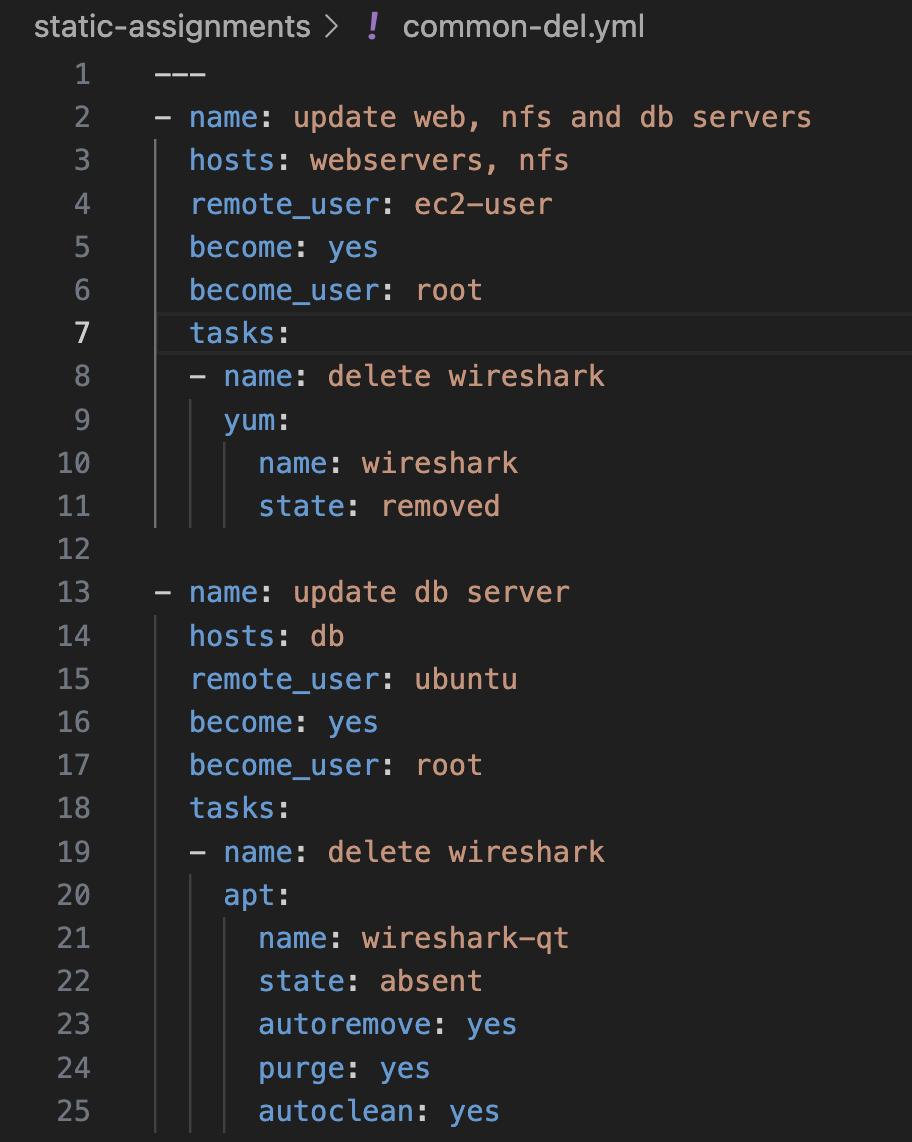 static-assignments > ! common-del.yml
1 ---
2 - name: update web, nfs and db servers
3   hosts: webservers, nfs
4   remote_user: ec2-user
5   become: yes
6   become_user: root
7   tasks:
8   - name: delete wireshark
9     yum:
10       name: wireshark
11       state: removed
12
13 - name: update db server
14   hosts: db
15   remote_user: ubuntu
16   become: yes
17   become_user: root
18   tasks:
19   - name: delete wireshark
20     apt:
21       name: wireshark-qt
22       state: absent
23       autoremove: yes
24       purge: yes
25       autoclean: yes